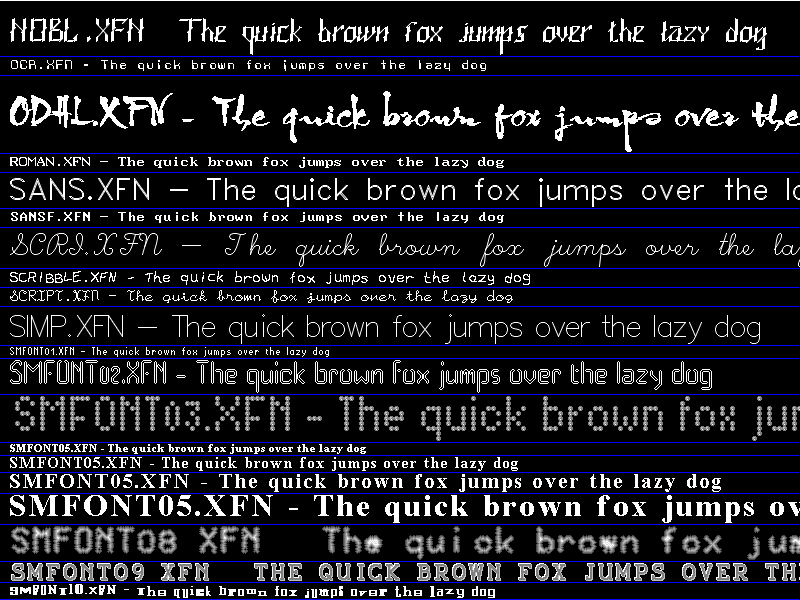 NOBL.XFN The quick brown fox jumps over the lazy dog
OCR.XFN - The quick brown fox jumps over the lazy dog
ODAL.XFN - The quick brown fox jumps over the
ROMAN.XFN - The quick brown fox jumps over the lazy dog
SANS.XFN - The quick brown fox jumps over the la
SANSF.XFN - The quick brown fox jumps over the lazy dog
SCRI.XFN - The quick brown fox jumps over the lay
SCRIBBLE.XFN - The quick brown fox jumps over the lazy dog
SCRIPT.XFN - The quick brown fox jumps over the lazy dog
SIMP.XFN - The quick brown fox jumps over the lazy dog
SMFONT01.XFN - The quick brown fox jumps over the lazy dog
SMFONT02.XFN - The quick brown fox jumps over the lazy dog
SMFONT03.XFN - The quick brown fox jun
SMFONT05.XFN - The quick brown fox jumps over the lazy dog
SMFONT05.XFN - The quick brown fox jumps over the lazy dog
SMFONT05.XFN - The quick brown fox jumps over the lazy dog
SMFONT05.XFN - The quick brown fox jumps ov
SMFONT08 XFN The quick brown fox jum
SMFONT09 XFN THE QUICK BROWN FOX JUMPS OVER THE
SMFONT10.XFN - The quick brown fox jumps over the lazy dog